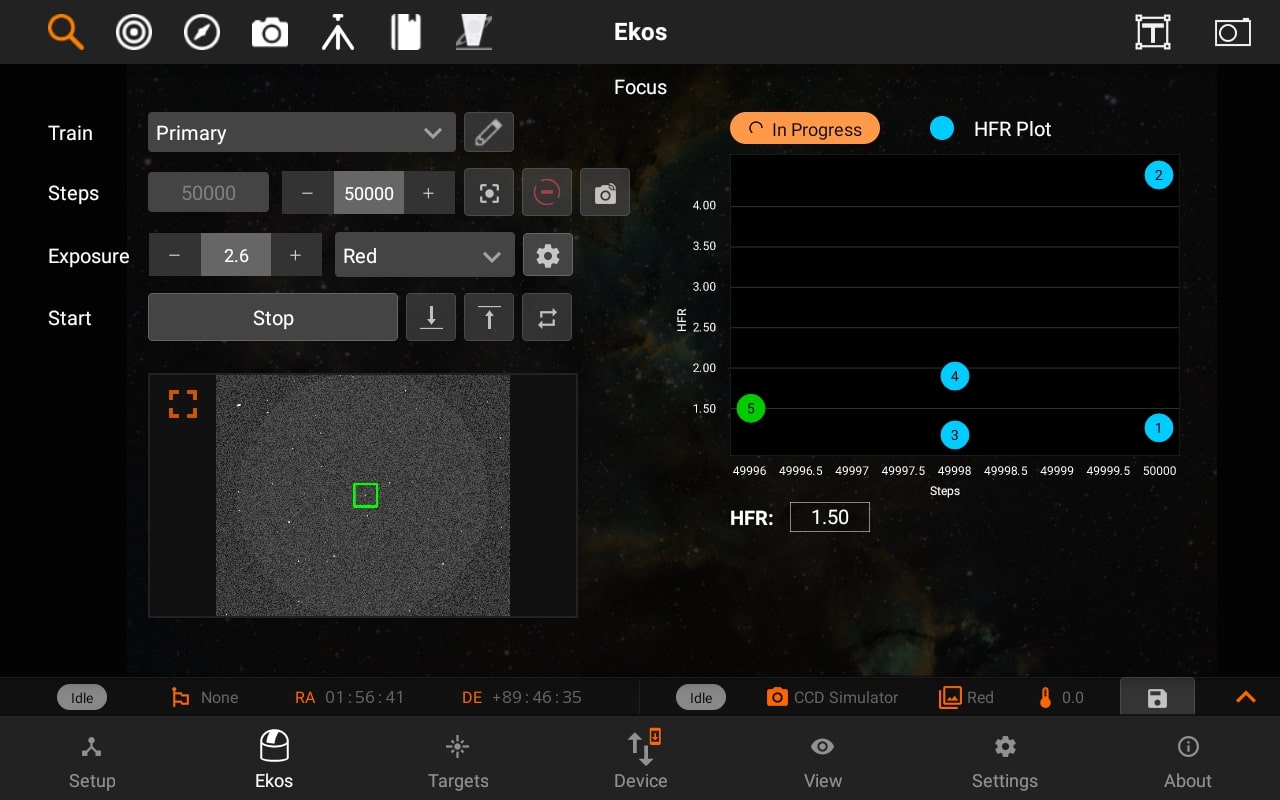 Ekos
Focus
Train
Primary
Steps
50000
− 50000 +
Exposure
− 2.6 +
Red
Start
Stop
In Progress
HFR Plot
HFR
4.00
3.50
3.00
2.50
2.00
1.50
2
4
5
3
1
49996 49996.5 49997 49997.5 49998 49998.5 49999 49999.5 50000
Steps
HFR: 1.50
Idle None RA 01:56:41 DE +89:46:35 Idle CCD Simulator Red 0.0
Setup Ekos Targets Device View Settings About